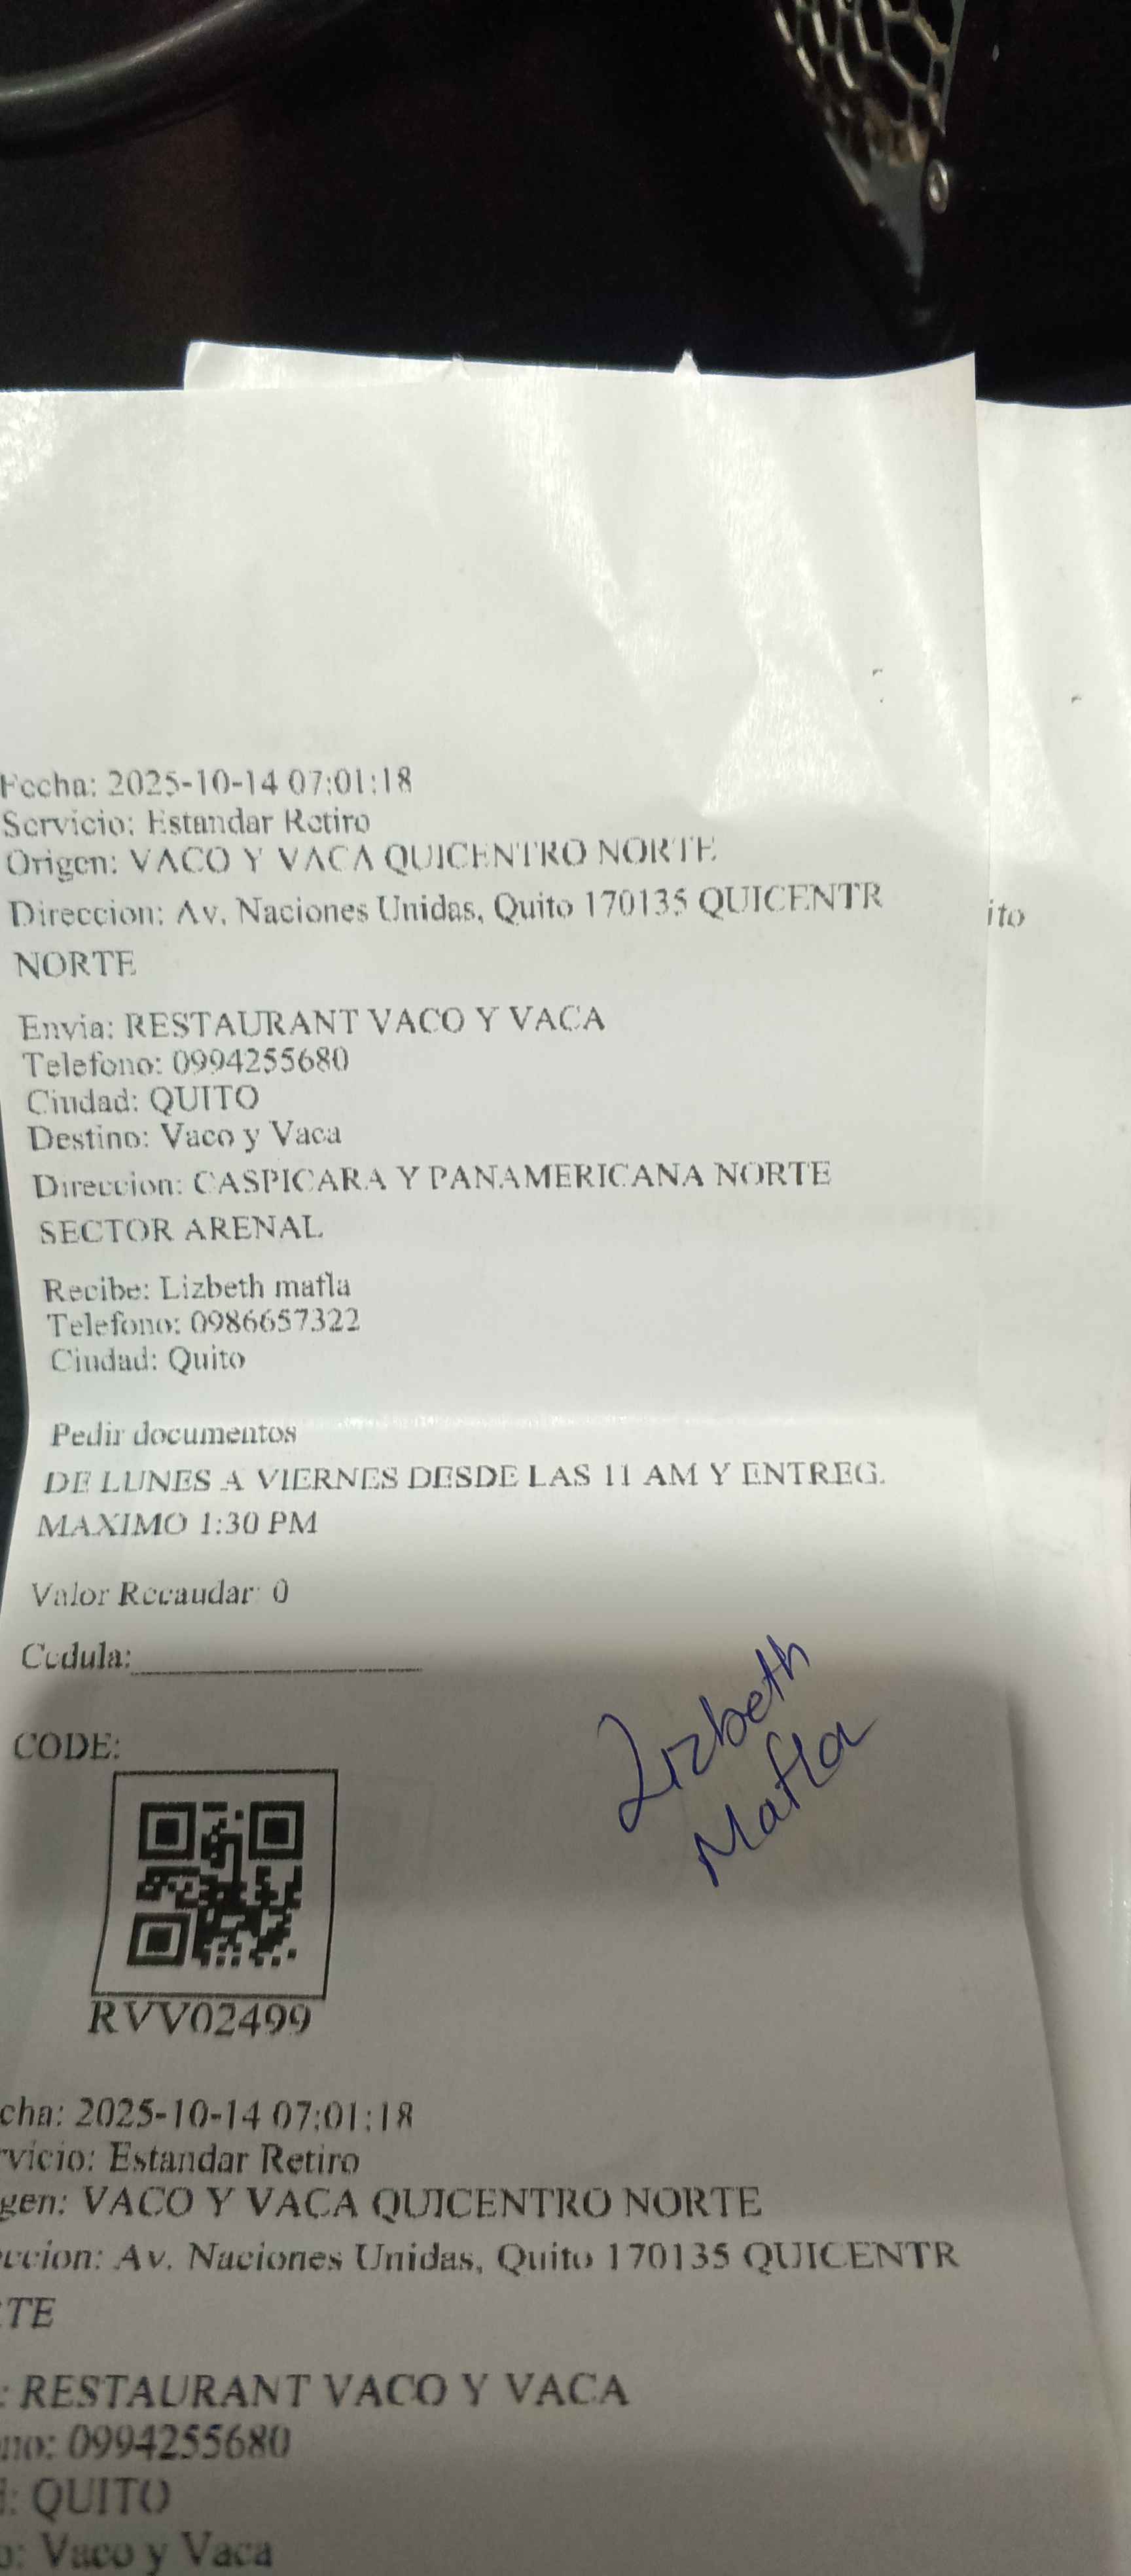 Fecha: 2025-10-14 07:01:18
Servicio: Estandar Retiro
Origen: VACO Y VACA QUICENTRO NORTE
Direccion: Av. Naciones Unidas, Quito 170135 QUICENTR
NORTE
ito
Envia: RESTAURANT VACO Y VACA
Telefono: 0994255680
Ciudad: QUITO
Destino: Vaco y Vaca
Direccion: CASPICARA Y PANAMERICANA NORTE
SECTOR ARENAL
Recibe: Lizbeth mafla
Telefono: 0986657322
Ciudad: Quito
Pedir documentos
DE LUNES A VIERNES DESDE LAS 11 AM Y ENTREG.
MAXIMO 1:30 PM
Valor Recaudar: 0
Cedula:
Lizbeth
Mafla
CODE:
RVV02499
cha: 2025-10-14 07:01:18
rvicio: Estandar Retiro
gen: VACO Y VACA QUICENTRO NORTE
eccion: Av. Naciones Unidas, Quito 170135 QUICENTR
TE
: RESTAURANT VACO Y VACA
no: 0994255680
d: QUITO
o: Vaco y Vaca